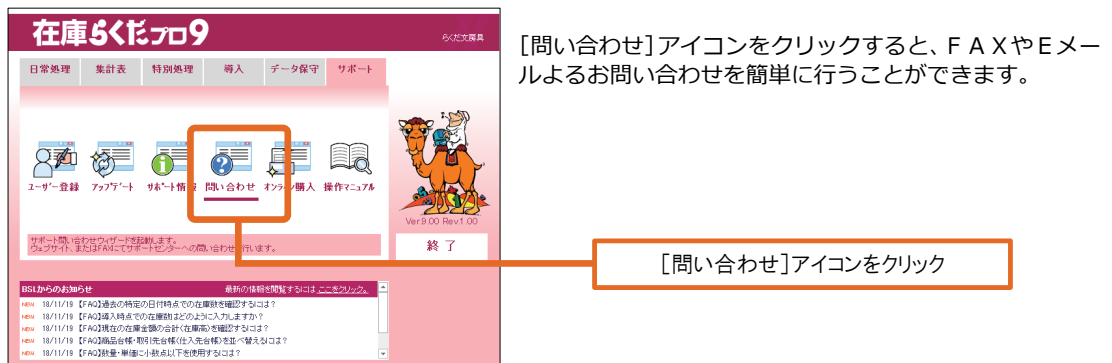 在庫らくだプロ9
らくだ文房具
日常処理 集計表 特別処理 導入 データ保守 サポート
[問い合わせ]アイコンをクリックすると、ＦＡＸやＥメー
ルよるお問い合わせを簡単に行うことができます。
ユーザー登録 アップデート サポート情報 問い合わせ オンライン購入 操作マニュアル
Ver.9.00 Rev.1.00
サポート問い合わせウィザードを起動します。
ウェブサイト、またはFAXにてサポートセンターへの問い合わせを行います。
終了
[問い合わせ]アイコンをクリック
BSLからのお知らせ 最新の情報を閲覧するには ここをクリック。
NEW 18/11/19 【FAQ】過去の特定の日付時点での在庫数を確認するには？
NEW 18/11/19 【FAQ】導入時点での在庫数はどのように入力しますか？
NEW 18/11/19 【FAQ】現在の在庫金額の合計(在庫高)を確認するには？
NEW 18/11/19 【FAQ】商品台帳・取引先台帳(仕入先台帳)を並べ替えるには？
NEW 18/11/19 【FAQ】数量・単価に小数点以下を使用するには？